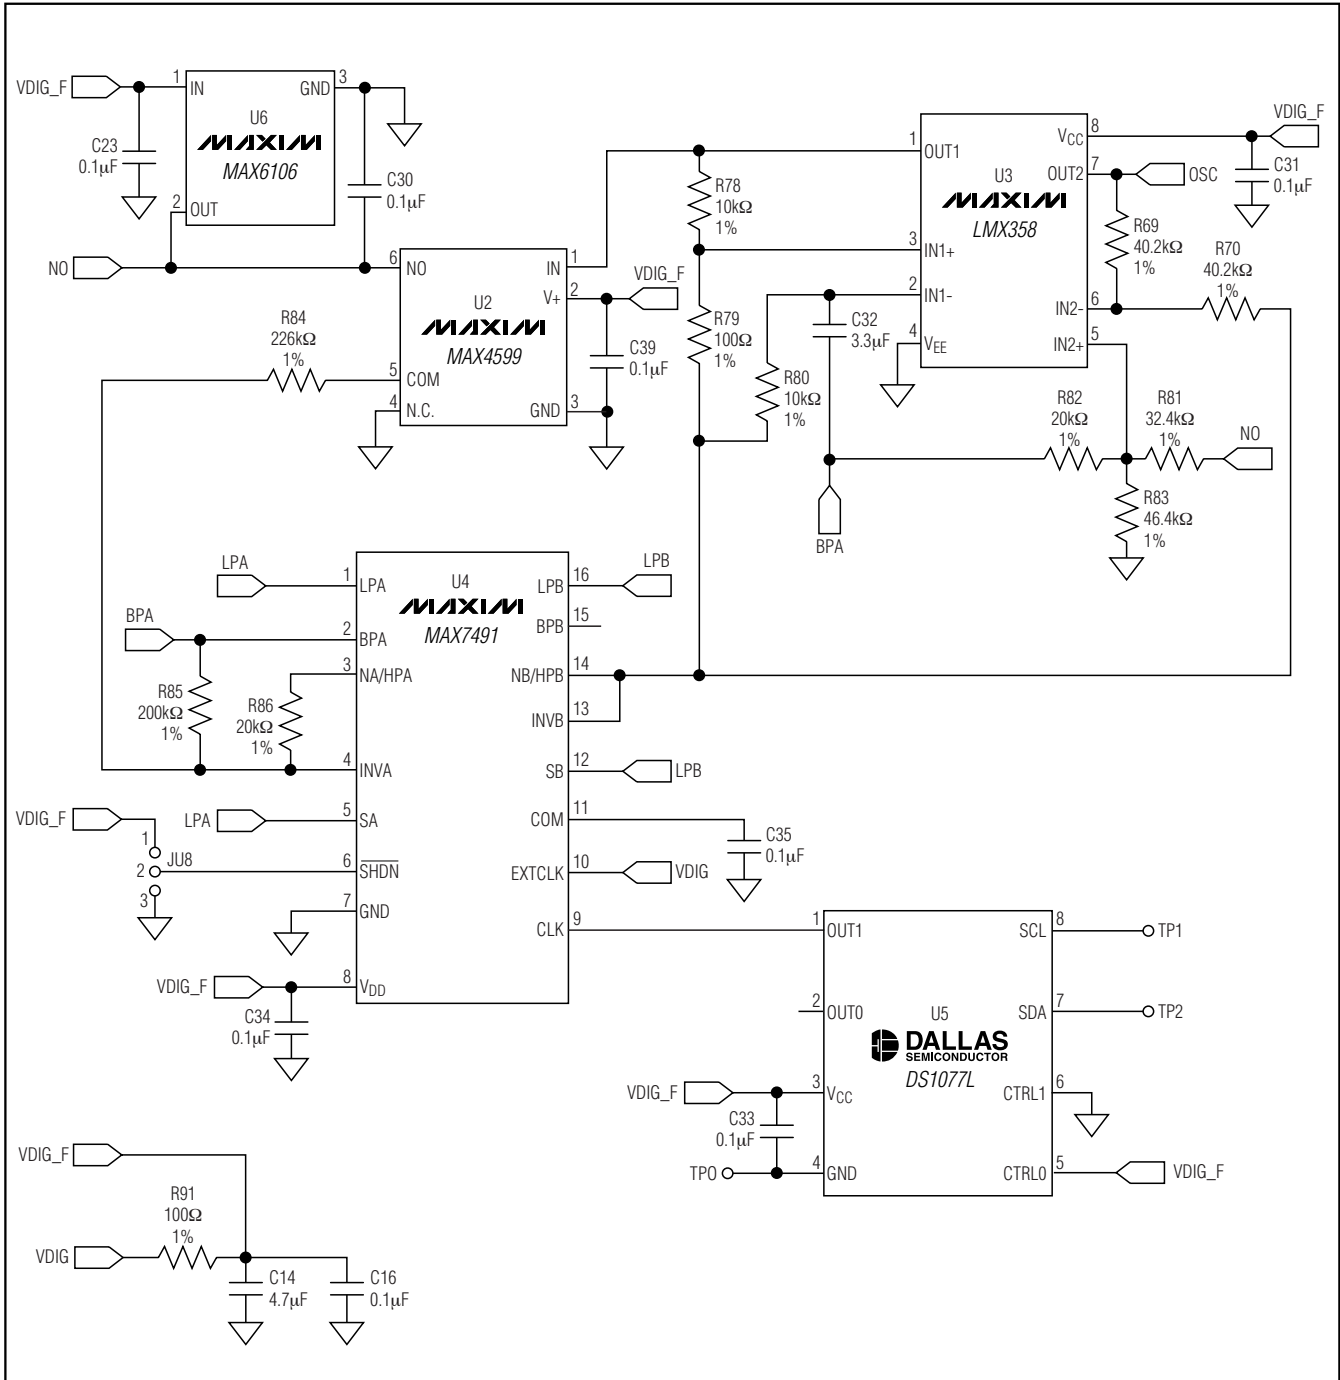 VDIG_F
1
IN
GND
3
U6
MAXIM
MAX6106
C23
0.1µF
2
OUT
C30
0.1µF
NO
6
NO
IN
1
VDIG_F
V+
2
U2
MAXIM
MAX4599
R84
226kΩ
1%
5
COM
4
N.C.
GND
3
C39
0.1µF
R78
10kΩ
1%
R79
100Ω
1%
R80
10kΩ
1%
C32
3.3µF
1
OUT1
VCC
8
VDIG_F
U3
MAXIM
LMX358
OUT2
7
OSC
C31
0.1µF
3
IN1+
2
IN1-
4
VEE
IN2-
6
IN2+
5
R69
40.2kΩ
1%
R70
40.2kΩ
1%
R82
20kΩ
1%
R81
32.4kΩ
1%
NO
R83
46.4kΩ
1%
BPA
LPA
1
LPA
U4
MAXIM
MAX7491
LPB
16
LPB
BPA
2
BPA
BPB
15
3
NA/HPA
NB/HPB
14
R85
200kΩ
1%
R86
20kΩ
1%
INVB
13
4
INVA
SB
12
LPB
VDIG_F
LPA
5
SA
COM
11
C35
0.1µF
1
2
3
JU8
6
SHDN
EXTCLK
10
VDIG
7
GND
CLK
9
VDIG_F
8
VDD
C34
0.1µF
1
OUT1
SCL
8
TP1
2
OUT0
U5
DALLAS
SEMICONDUCTOR
DS1077L
SDA
7
TP2
VDIG_F
3
VCC
CTRL1
6
C33
0.1µF
TP0
4
GND
CTRL0
5
VDIG_F
VDIG_F
R91
100Ω
1%
VDIG
C14
4.7µF
C16
0.1µF